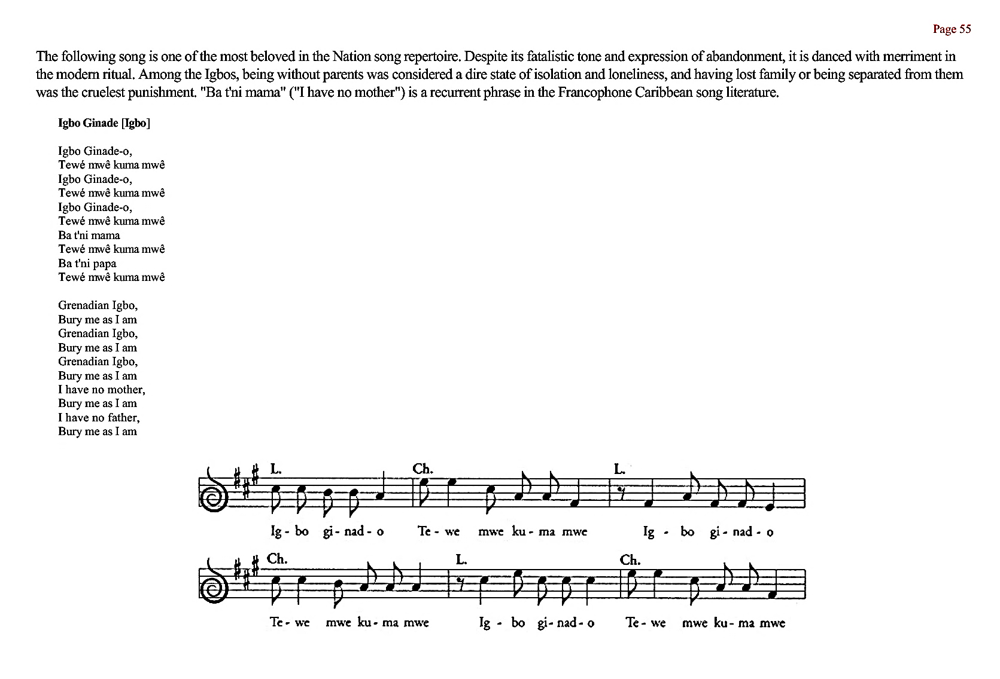 Page 55
The following song is one of the most beloved in the Nation song repertoire. Despite its fatalistic tone and expression of abandonment, it is danced with merriment in
the modern ritual. Among the Igbos, being without parents was considered a dire state of isolation and loneliness, and having lost family or being separated from them
was the cruelest punishment. "Ba t'ni mama" ("I have no mother") is a recurrent phrase in the Francophone Caribbean song literature.
Igbo Ginade [Igbo]
Igbo Ginade-o,
Tewé mwê kuma mwê
Igbo Ginade-o,
Tewé mwê kuma mwê
Igbo Ginade-o,
Tewé mwê kuma mwê
Ba t'ni mama
Tewé mwê kuma mwê
Ba t'ni papa
Tewé mwê kuma mwê
Grenadian Igbo,
Bury me as I am
Grenadian Igbo,
Bury me as I am
Grenadian Igbo,
Bury me as I am
I have no mother,
Bury me as I am
I have no father,
Bury me as I am
L. Ch. L.
Ig - bo gi - nad - o Te - we mwe ku - ma mwe Ig - bo gi - nad - o
Ch. L. Ch.
Te - we mwe ku - ma mwe Ig - bo gi - nad - o Te - we mwe ku - ma mwe